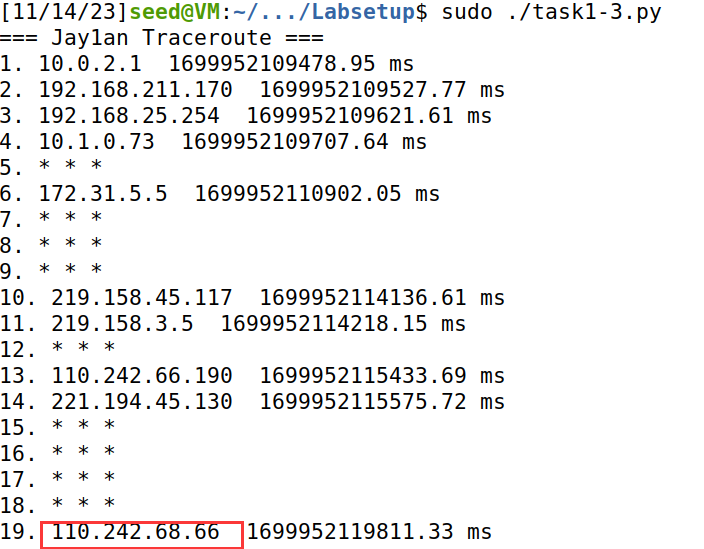 [11/14/23]seed@VM:~/.../Labsetup$ sudo ./task1-3.py
=== Jay1an Traceroute ===
1. 10.0.2.1  1699952109478.95 ms
2. 192.168.211.170  1699952109527.77 ms
3. 192.168.25.254  1699952109621.61 ms
4. 10.1.0.73  1699952109707.64 ms
5. * * *
6. 172.31.5.5  1699952110902.05 ms
7. * * *
8. * * *
9. * * *
10. 219.158.45.117  1699952114136.61 ms
11. 219.158.3.5  1699952114218.15 ms
12. * * *
13. 110.242.66.190  1699952115433.69 ms
14. 221.194.45.130  1699952115575.72 ms
15. * * *
16. * * *
17. * * *
18. * * *
19. 110.242.68.66  1699952119811.33 ms